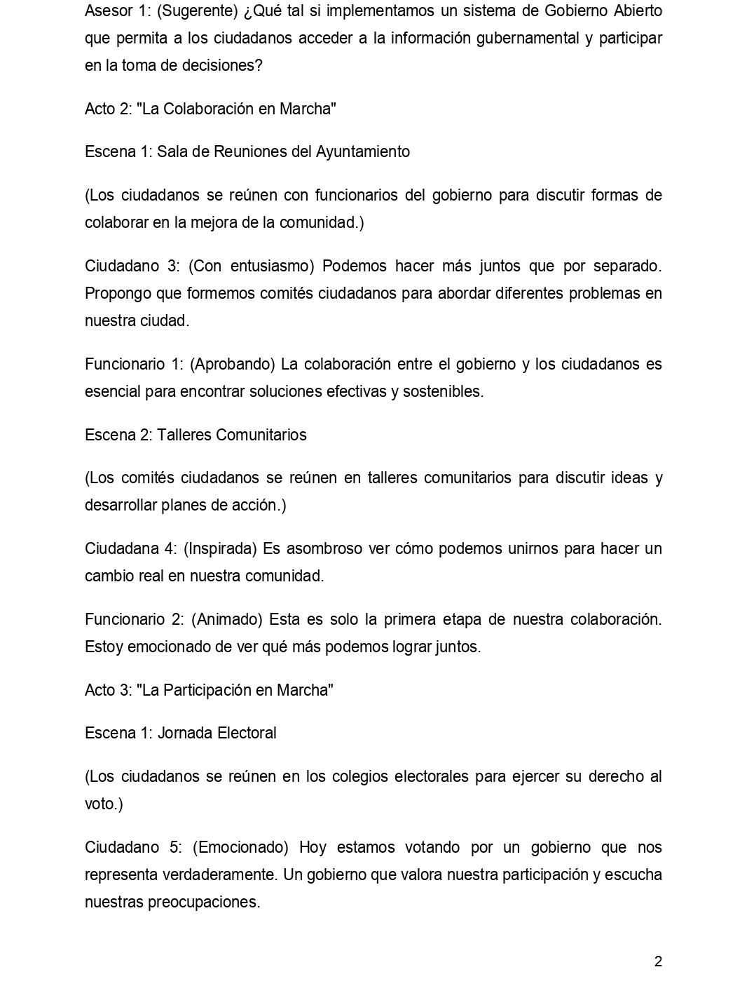 Asesor 1: (Sugerente) ¿Qué tal si implementamos un sistema de Gobierno Abierto
que permita a los ciudadanos acceder a la información gubernamental y participar
en la toma de decisiones?
Acto 2: "La Colaboración en Marcha"
Escena 1: Sala de Reuniones del Ayuntamiento
(Los ciudadanos se reúnen con funcionarios del gobierno para discutir formas de
colaborar en la mejora de la comunidad.)
Ciudadano 3: (Con entusiasmo) Podemos hacer más juntos que por separado.
Propongo que formemos comités ciudadanos para abordar diferentes problemas en
nuestra ciudad.
Funcionario 1: (Aprobando) La colaboración entre el gobierno y los ciudadanos es
esencial para encontrar soluciones efectivas y sostenibles.
Escena 2: Talleres Comunitarios
(Los comités ciudadanos se reúnen en talleres comunitarios para discutir ideas y
desarrollar planes de acción.)
Ciudadana 4: (Inspirada) Es asombroso ver cómo podemos unirnos para hacer un
cambio real en nuestra comunidad.
Funcionario 2: (Animado) Esta es solo la primera etapa de nuestra colaboración.
Estoy emocionado de ver qué más podemos lograr juntos.
Acto 3: "La Participación en Marcha"
Escena 1: Jornada Electoral
(Los ciudadanos se reúnen en los colegios electorales para ejercer su derecho al
voto.)
Ciudadano 5: (Emocionado) Hoy estamos votando por un gobierno que nos
representa verdaderamente. Un gobierno que valora nuestra participación y escucha
nuestras preocupaciones.
2